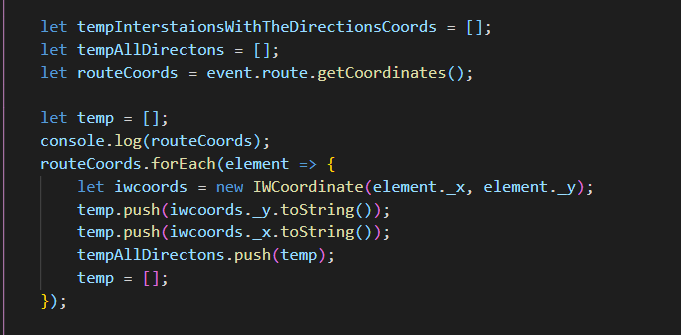 let tempInterstaionsWithTheDirectionsCoords = [];
let tempAllDirectons = [];
let routeCoords = event.route.getCoordinates();
let temp = [];
console.log(routeCoords);
routeCoords.forEach(element => {
let iwcoords = new IWCoordinate(element._x, element._y);
temp.push(iwcoords._y.toString());
temp.push(iwcoords._x.toString());
tempAllDirectons.push(temp);
temp = [];
});